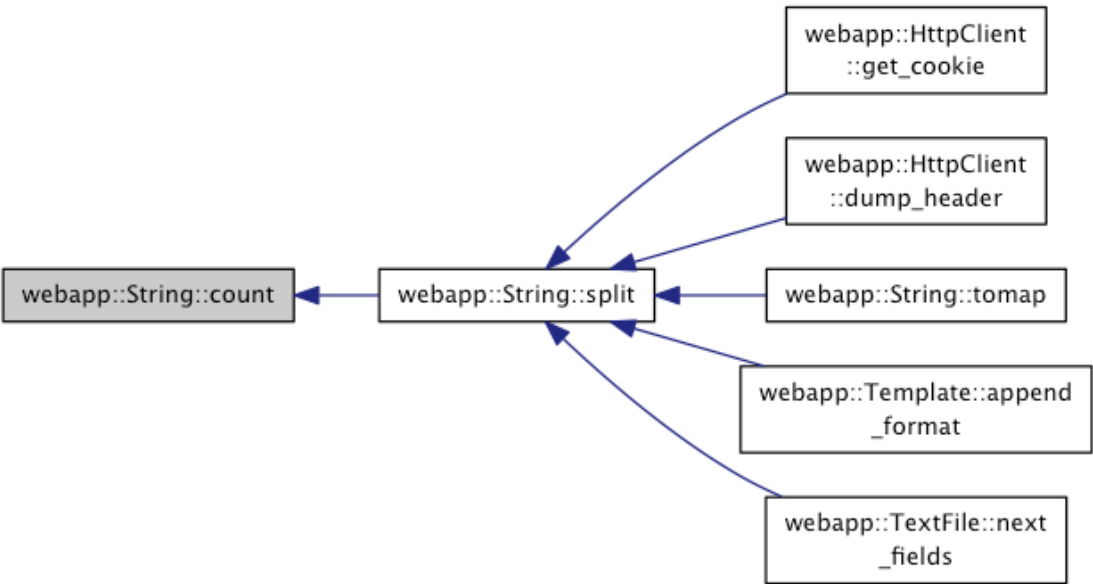 webapp::HttpClient
::get_cookie
webapp::HttpClient
::dump_header
webapp::String::count
webapp::String::split
webapp::String::tomap
webapp::Template::append
_format
webapp::TextFile::next
_fields